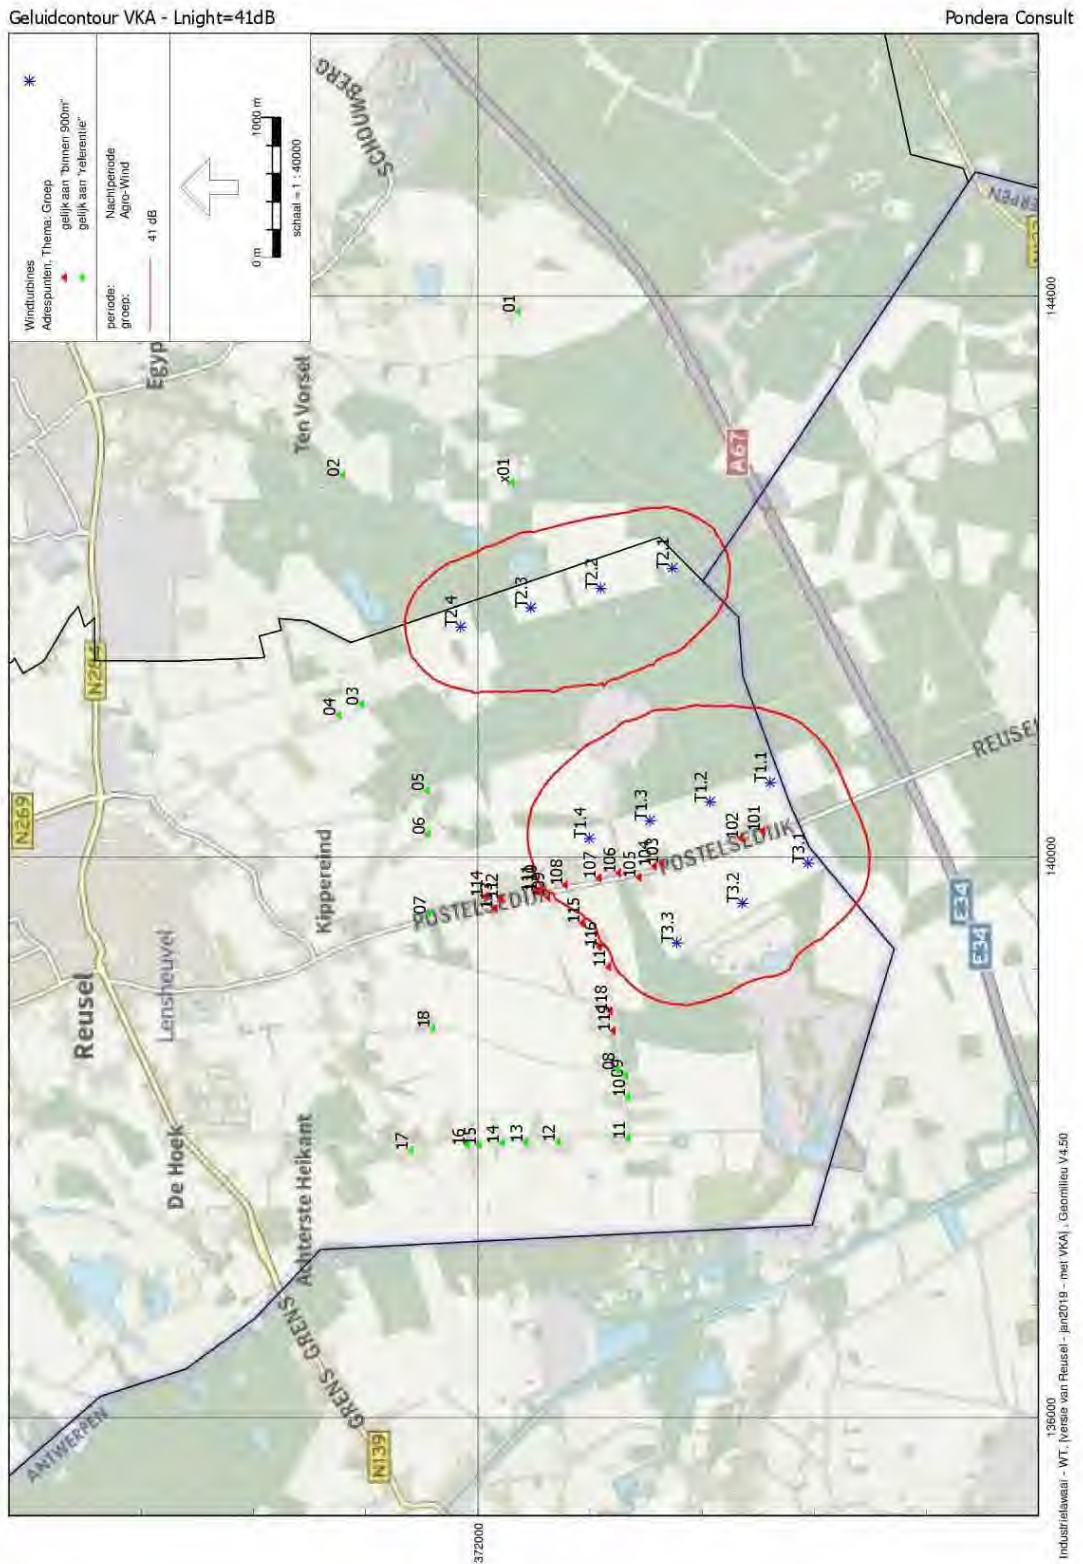 Geluidcontour VKA - Lnight=41dB
Pondera Consult
Windturbines
Adrespunten, Thema: Groep
gelijk aan "binnen 900m"
gelijk aan "referentie"
periode: Nachtperiode
groep: Agro-Wind
41 dB
0 m 1000 m
schaal = 1 : 40000
SCHOUWBERG
Egyp
Ten Vorsel
N284
N269
Reusel
Lensheuvel
Kippereind
De Hoek
Achterste Heikant
GRENS
GRENS
N139
ANTWERPEN
POSTELSEDIJK
POSTELSEDIJK
REUSEL
A67
E34
E34
01
x01
02
03
04
05
06
07
18
17
16
15
14
13
12
11
10
09
08
T2.4
T2.3
T2.2
T2.1
T1.4
T1.3
T1.2
T1.1
T3.3
T3.2
T3.1
101
102
103
104
105
106
107
108
114
112
115
116
118
119
144000
140000
136000
372000
Industrielawaai - WT, [versie van Reusel - jan2019 - met VKA] , Geomilieu V4.50